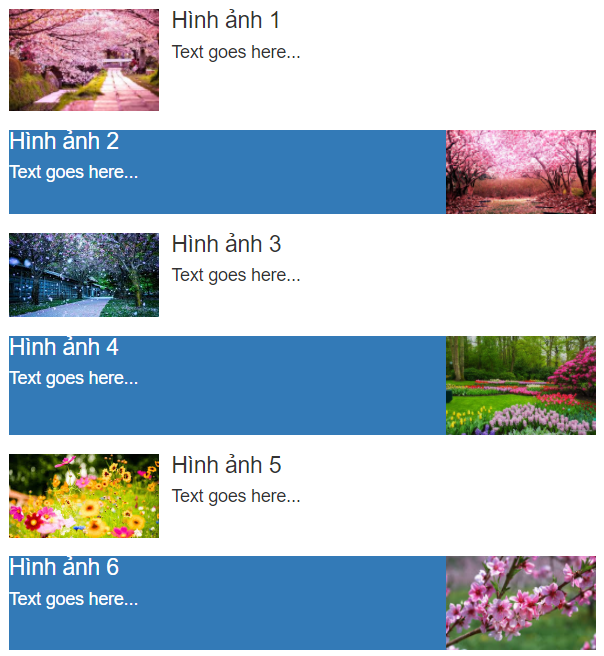 Hình ảnh 1
Text goes here...
Hình ảnh 2
Text goes here...
Hình ảnh 3
Text goes here...
Hình ảnh 4
Text goes here...
Hình ảnh 5
Text goes here...
Hình ảnh 6
Text goes here...